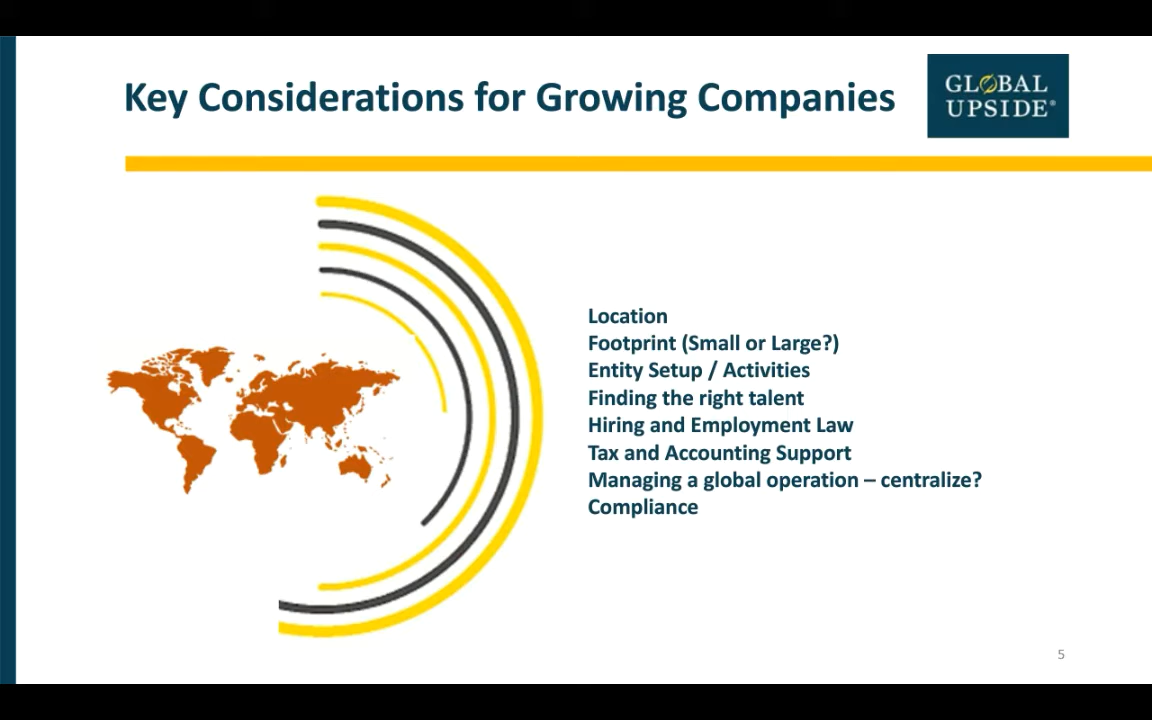 Key Considerations for Growing Companies
GLOBAL
UPSIDE®
Location
Footprint (Small or Large?)
Entity Setup / Activities
Finding the right talent
Hiring and Employment Law
Tax and Accounting Support
Managing a global operation – centralize?
Compliance
5